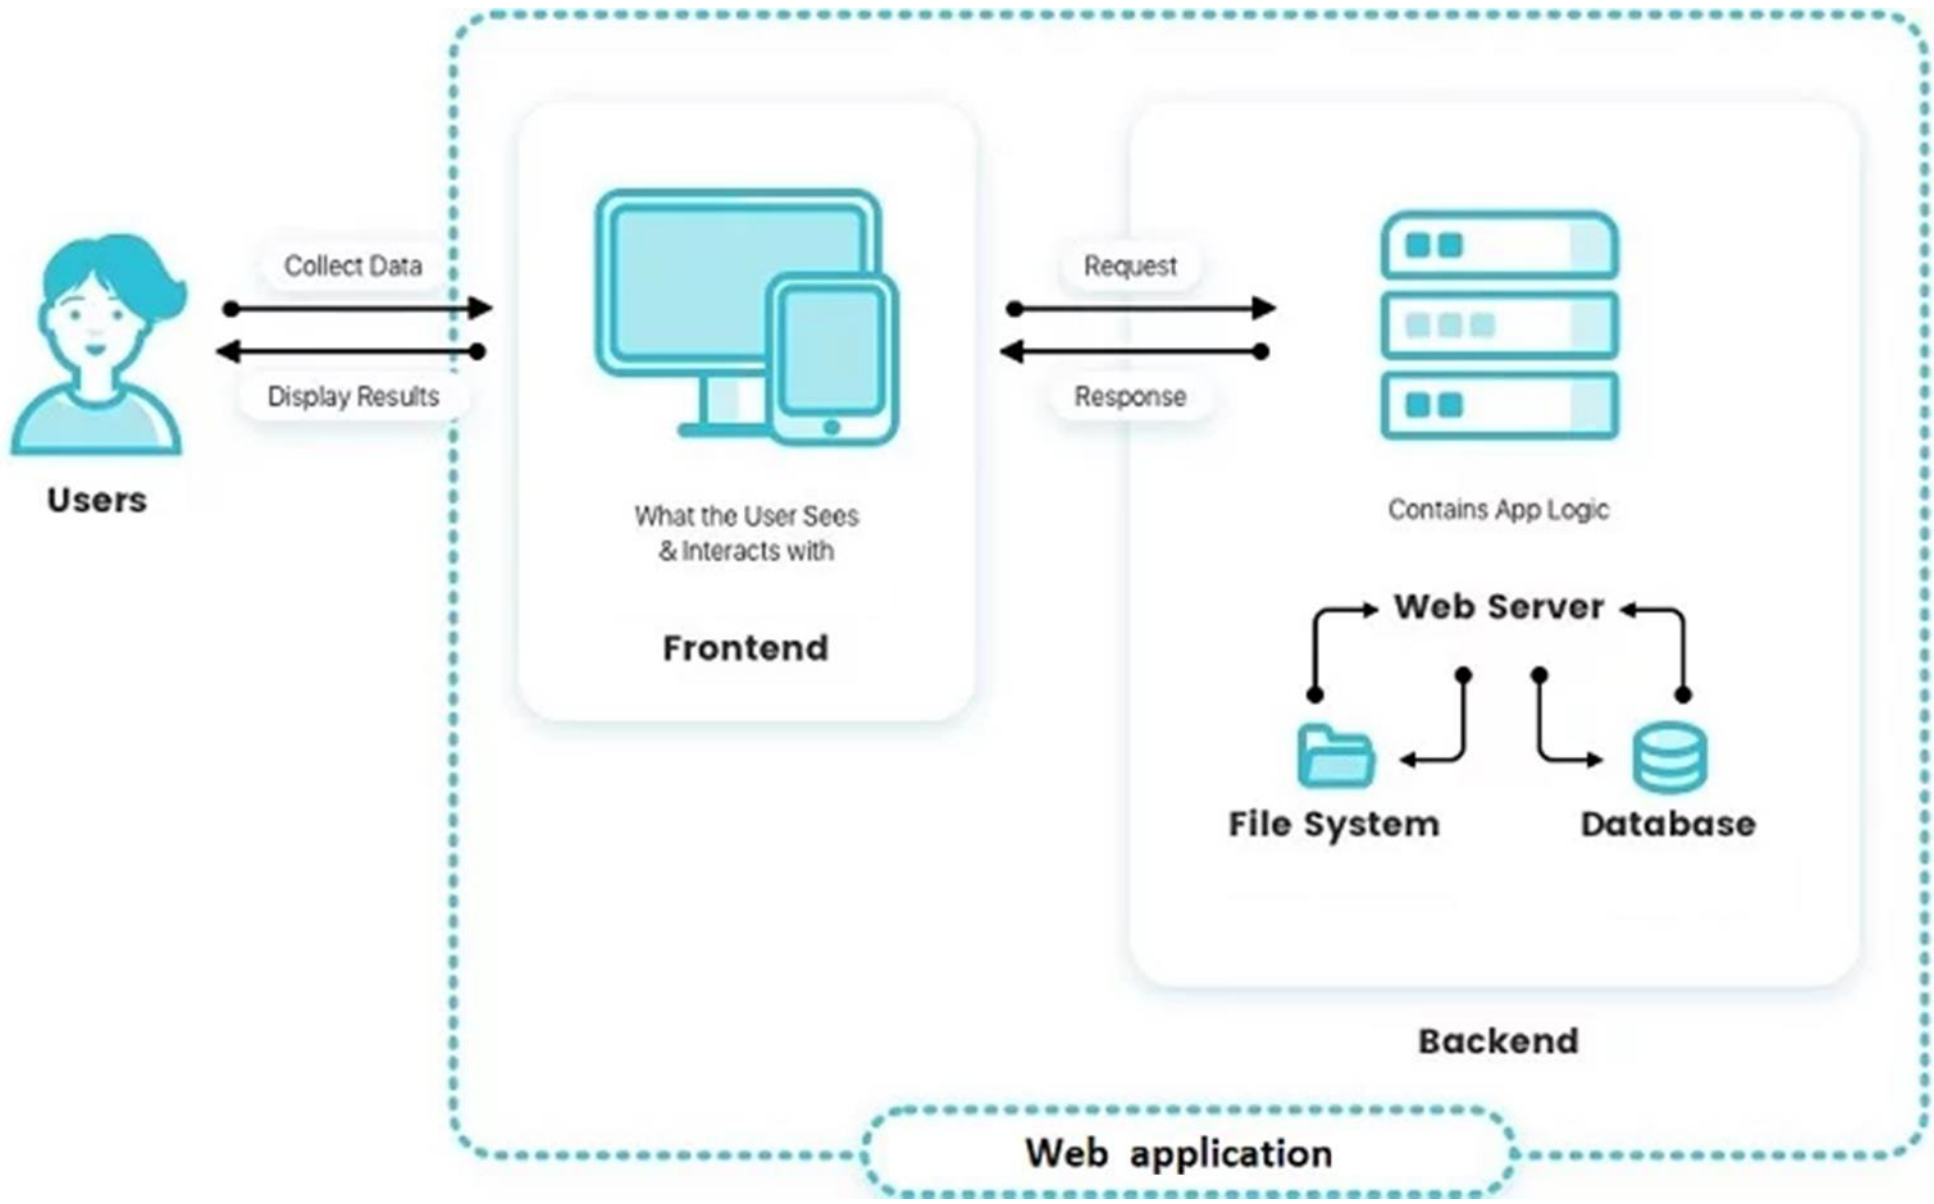 Collect Data
Display Results
Users
What the User Sees
& Interacts with
Frontend
Request
Response
Contains App Logic
Web Server
File System
Database
Backend
Web application